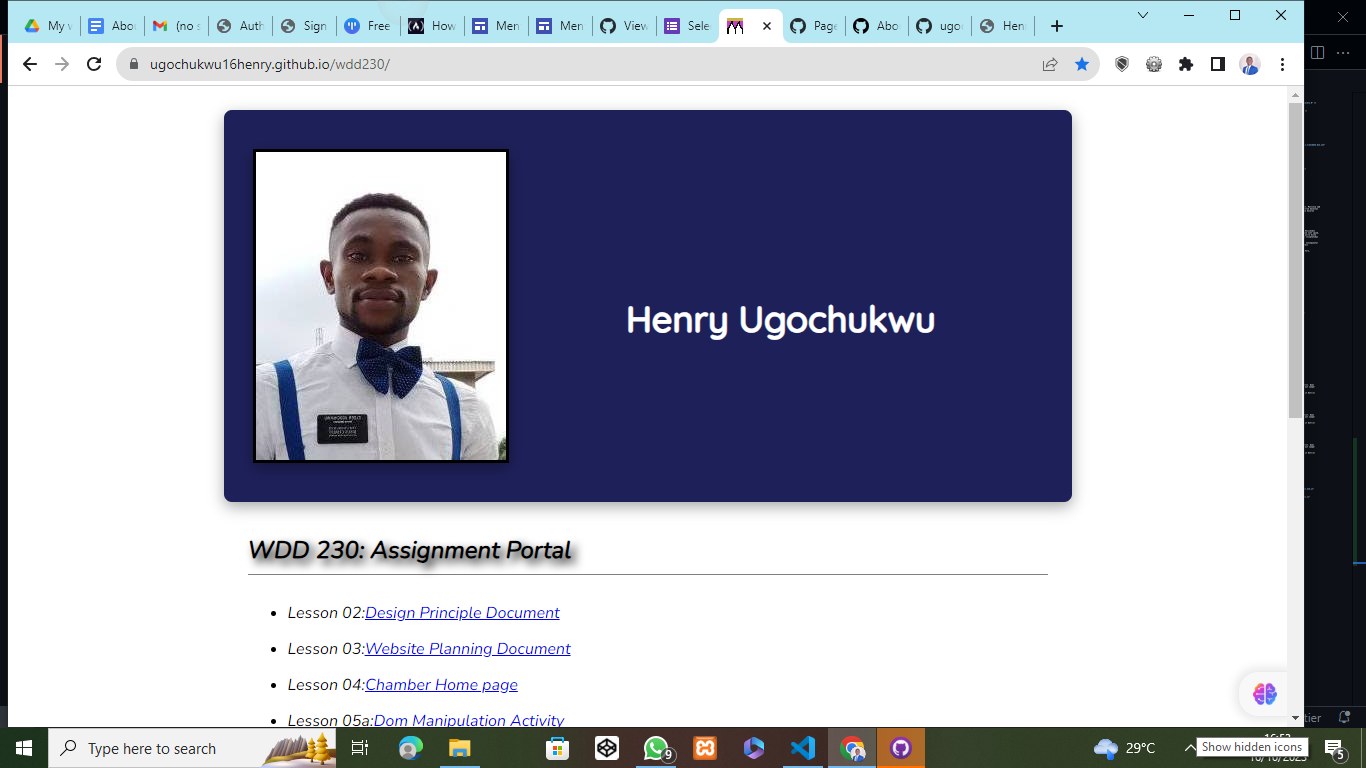 My
Abou
(no s
Auth
Sign
Free
How
Men
Men
View
Sele
Page
Abo
ugo
Hen
ugochukwu16henry.github.io/wdd230/
Henry Ugochukwu
WDD 230: Assignment Portal
Lesson 02:Design Principle Document
Lesson 03:Website Planning Document
Lesson 04:Chamber Home page
Lesson 05a:Dom Manipulation Activity
tier
Type here to search
9
29°C
Show hidden icons
5